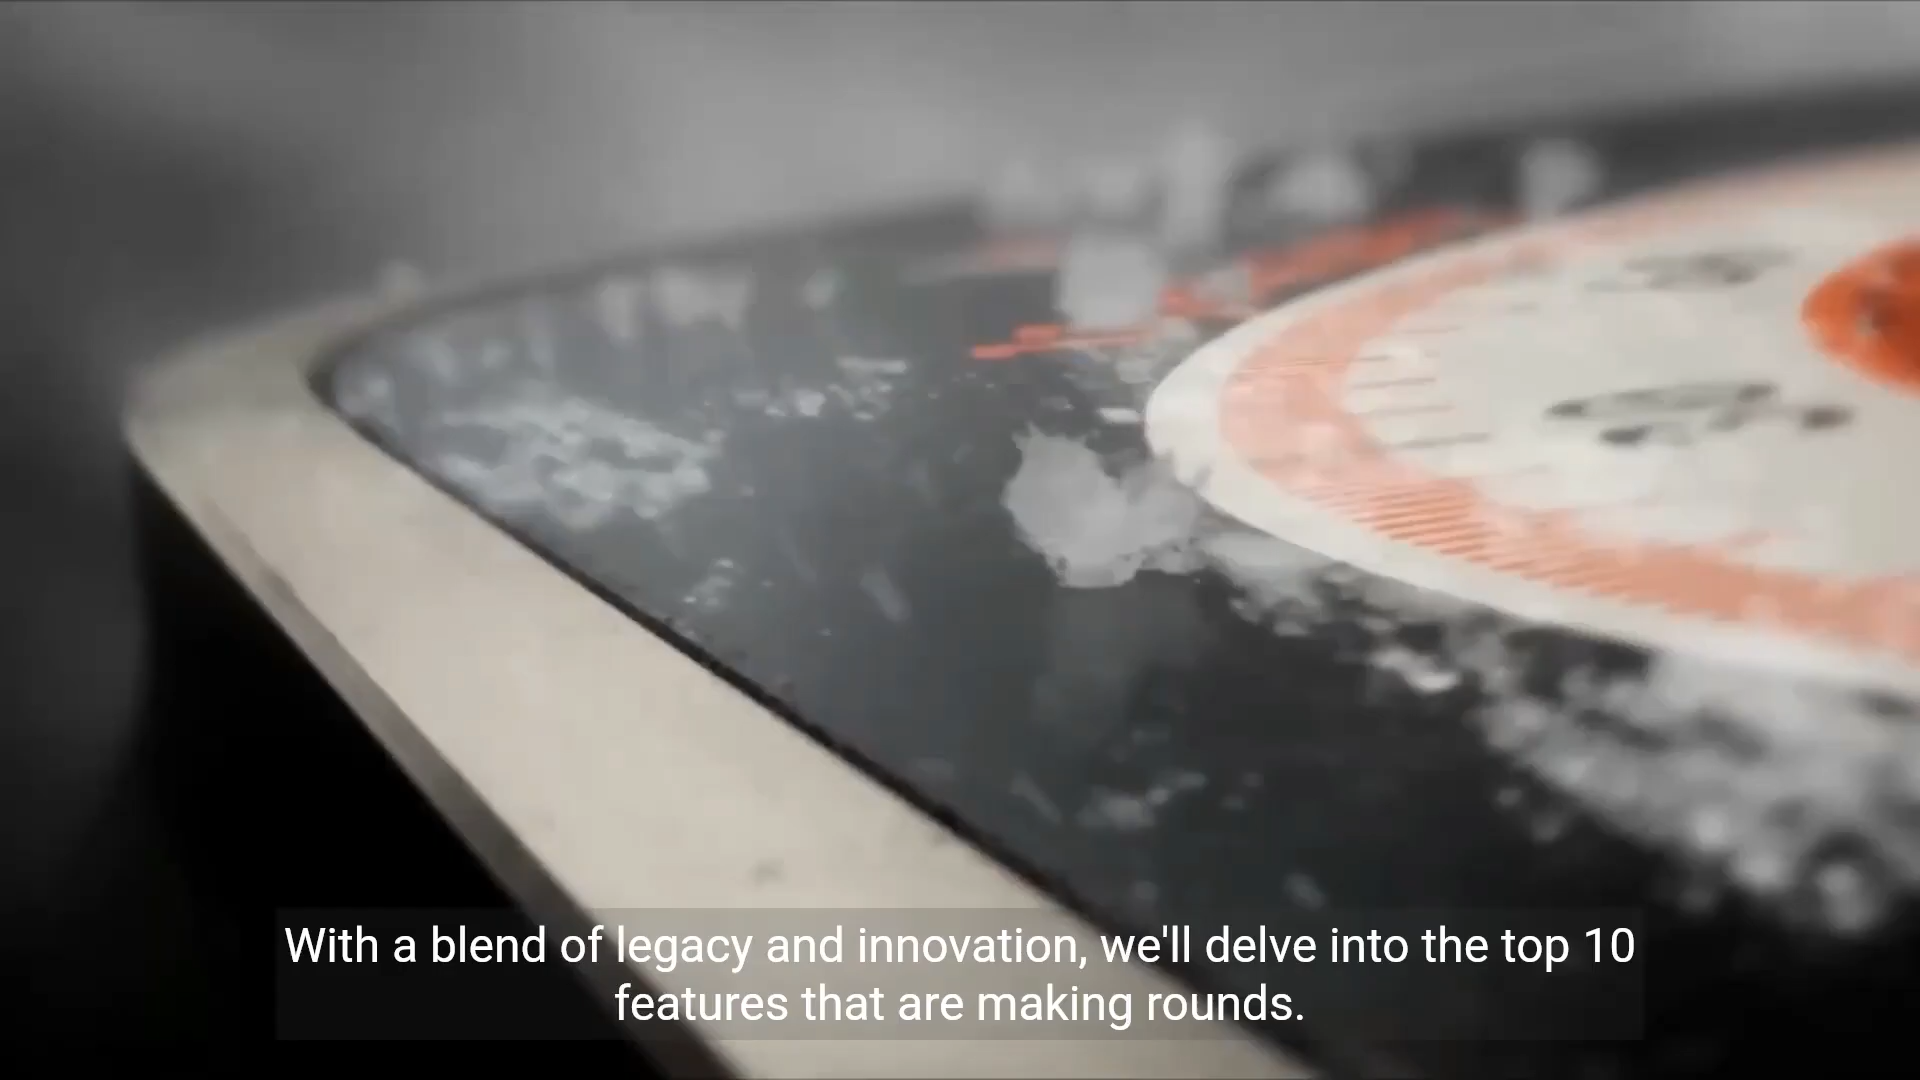 With a blend of legacy and innovation, we'll delve into the top 10
features that are making rounds.